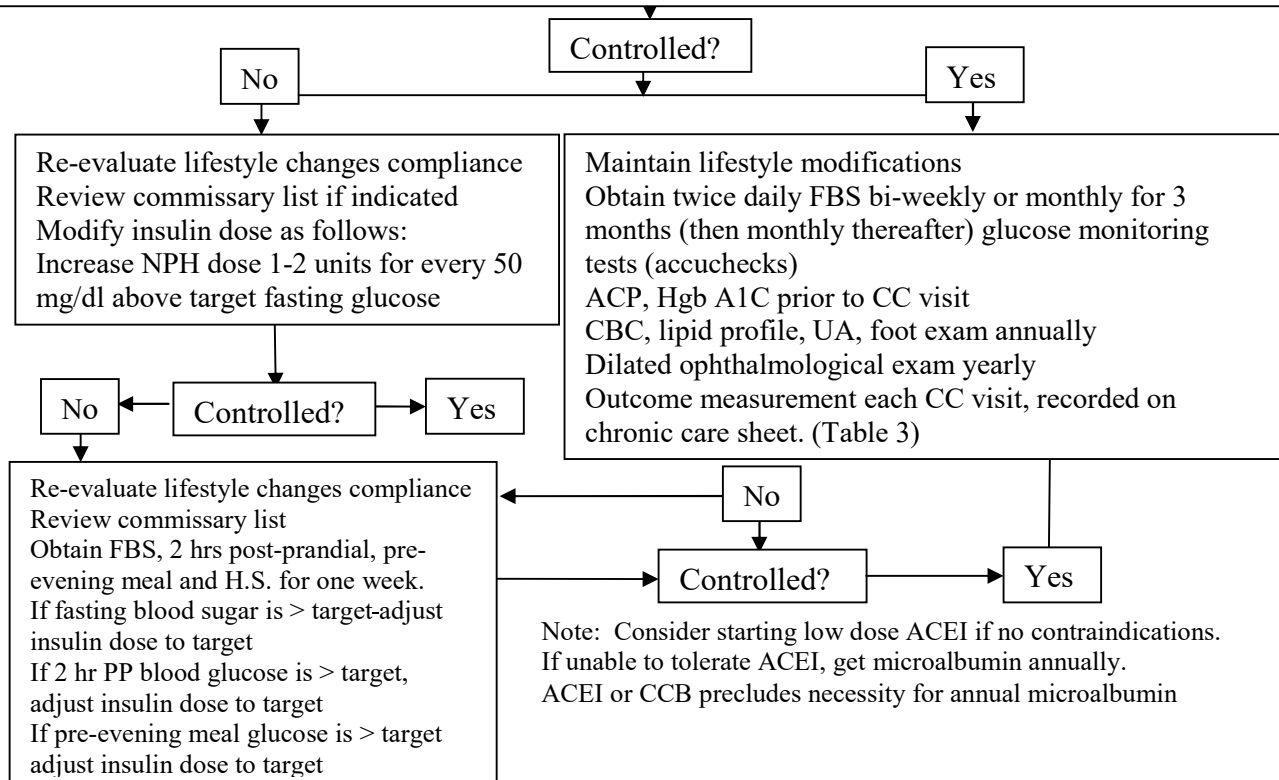 Controlled?
No
Yes
Re-evaluate lifestyle changes compliance
Review commissary list if indicated
Modify insulin dose as follows:
Increase NPH dose 1-2 units for every 50
mg/dl above target fasting glucose
Maintain lifestyle modifications
Obtain twice daily FBS bi-weekly or monthly for 3
months (then monthly thereafter) glucose monitoring
tests (accuchecks)
ACP, Hgb A1C prior to CC visit
CBC, lipid profile, UA, foot exam annually
Dilated ophthalmological exam yearly
Outcome measurement each CC visit, recorded on
chronic care sheet. (Table 3)
No
Controlled?
Yes
Re-evaluate lifestyle changes compliance
Review commissary list
Obtain FBS, 2 hrs post-prandial, pre-
evening meal and H.S. for one week.
If fasting blood sugar is > target-adjust
insulin dose to target
If 2 hr PP blood glucose is > target,
adjust insulin dose to target
If pre-evening meal glucose is > target
adjust insulin dose to target
No
Controlled?
Yes
Note: Consider starting low dose ACEI if no contraindications.
If unable to tolerate ACEI, get microalbumin annually.
ACEI or CCB precludes necessity for annual microalbumin